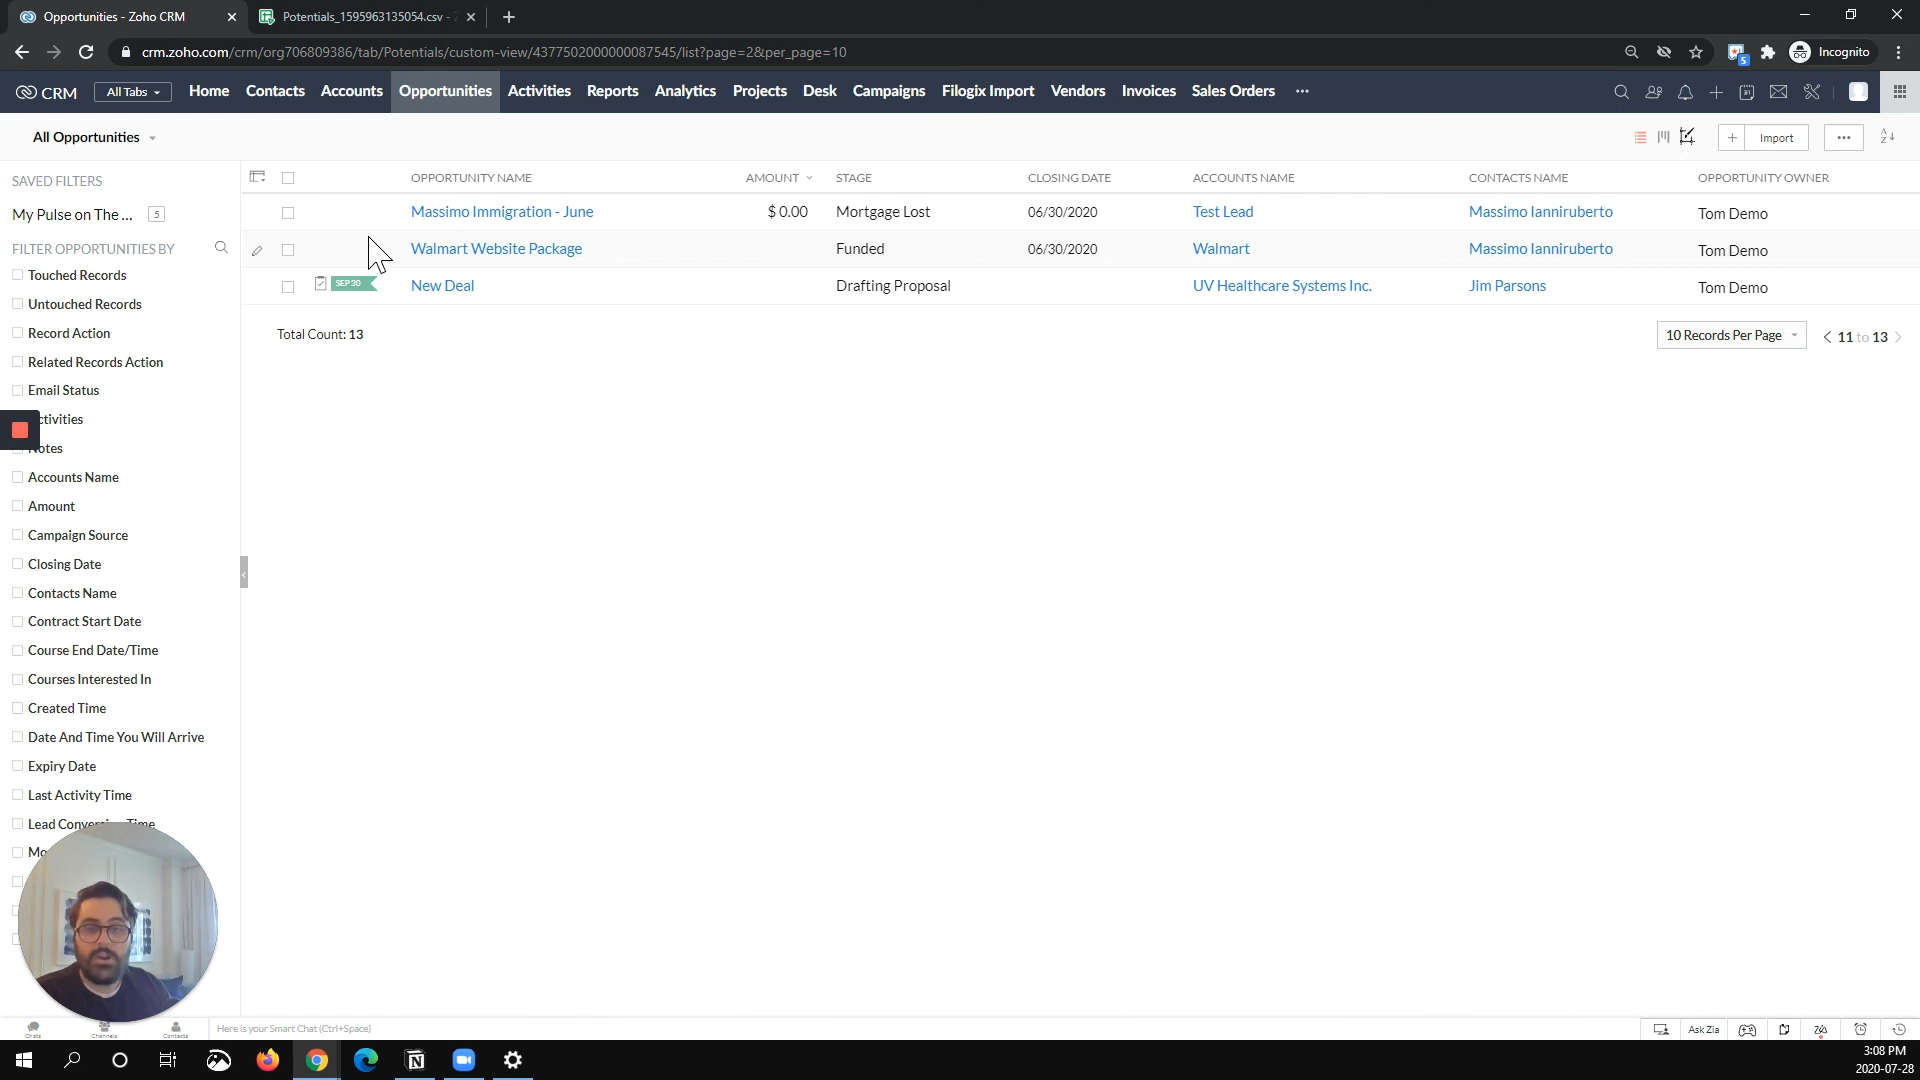 Opportunities - Zoho CRM
Potentials_1595963135054.csv -
crm.zoho.com/crm/org706809386/tab/Potentials/custom-view/4377502000000087545/list?page=2&per_page=10
5
Incognito
CRM
All Tabs
Home
Contacts
Accounts
Opportunities
Activities
Reports
Analytics
Projects
Desk
Campaigns
Filogix Import
Vendors
Invoices
Sales Orders
All Opportunities
Import
SAVED FILTERS
My Pulse on The ...
5
FILTER OPPORTUNITIES BY
Touched Records
Untouched Records
Record Action
Related Records Action
Email Status
ctivities
otes
Accounts Name
Amount
Campaign Source
Closing Date
Contacts Name
Contract Start Date
Course End Date/Time
Courses Interested In
Created Time
Date And Time You Will Arrive
Expiry Date
Last Activity Time
OPPORTUNITY NAME
AMOUNT
STAGE
CLOSING DATE
ACCOUNTS NAME
CONTACTS NAME
OPPORTUNITY OWNER
Massimo Immigration - June
$ 0.00
Mortgage Lost
06/30/2020
Test Lead
Massimo Ianniruberto
Tom Demo
Walmart Website Package
Funded
06/30/2020
Walmart
Massimo Ianniruberto
Tom Demo
SEP 30
New Deal
Drafting Proposal
UV Healthcare Systems Inc.
Jim Parsons
Tom Demo
Total Count: 13
10 Records Per Page
11 to 13
Chats
Channels
Contacts
Here is your Smart Chat (Ctrl+Space)
Ask Zia
3:08 PM
2020-07-28